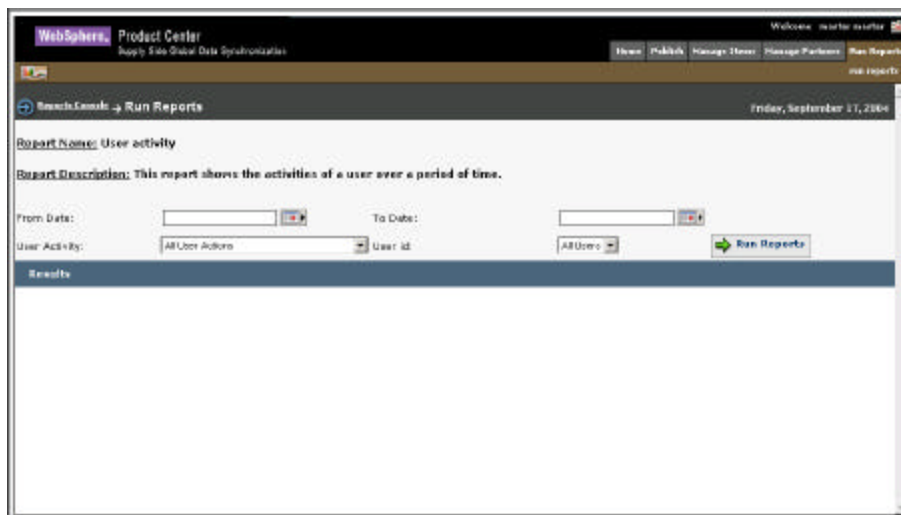 WebSphere. Product Center
Supply Side Global Data Synchronization
Welcome
Home Publish Manage Items Manage Partners Run Reports
run reports
Search Console → Run Reports
Friday, September 17, 2004
Report Name: User activity
Report Description: This report shows the activities of a user over a period of time.
From Date: To Date:
User Activity: All User Actions User id: All Users Run Reports
Results